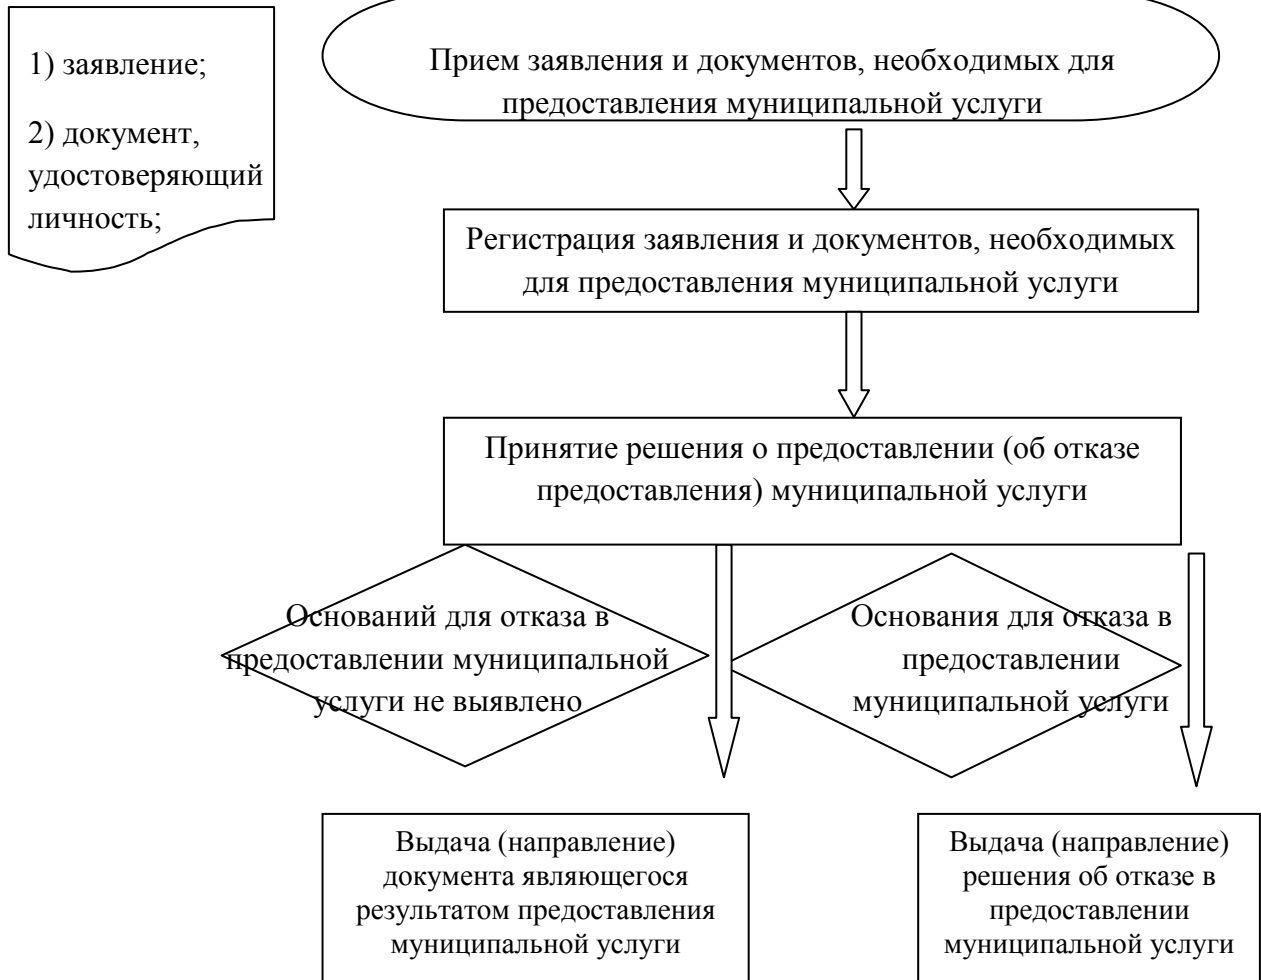 1) заявление;
2) документ,
удостоверяющий
личность;
Прием заявления и документов, необходимых для
предоставления муниципальной услуги
Регистрация заявления и документов, необходимых
для предоставления муниципальной услуги
Принятие решения о предоставлении (об отказе
предоставления) муниципальной услуги
Оснований для отказа в
предоставлении муниципальной
услуги не выявлено
Основания для отказа в
предоставлении
муниципальной услуги
Выдача (направление)
документа являющегося
результатом предоставления
муниципальной услуги
Выдача (направление)
решения об отказе в
предоставлении
муниципальной услуги